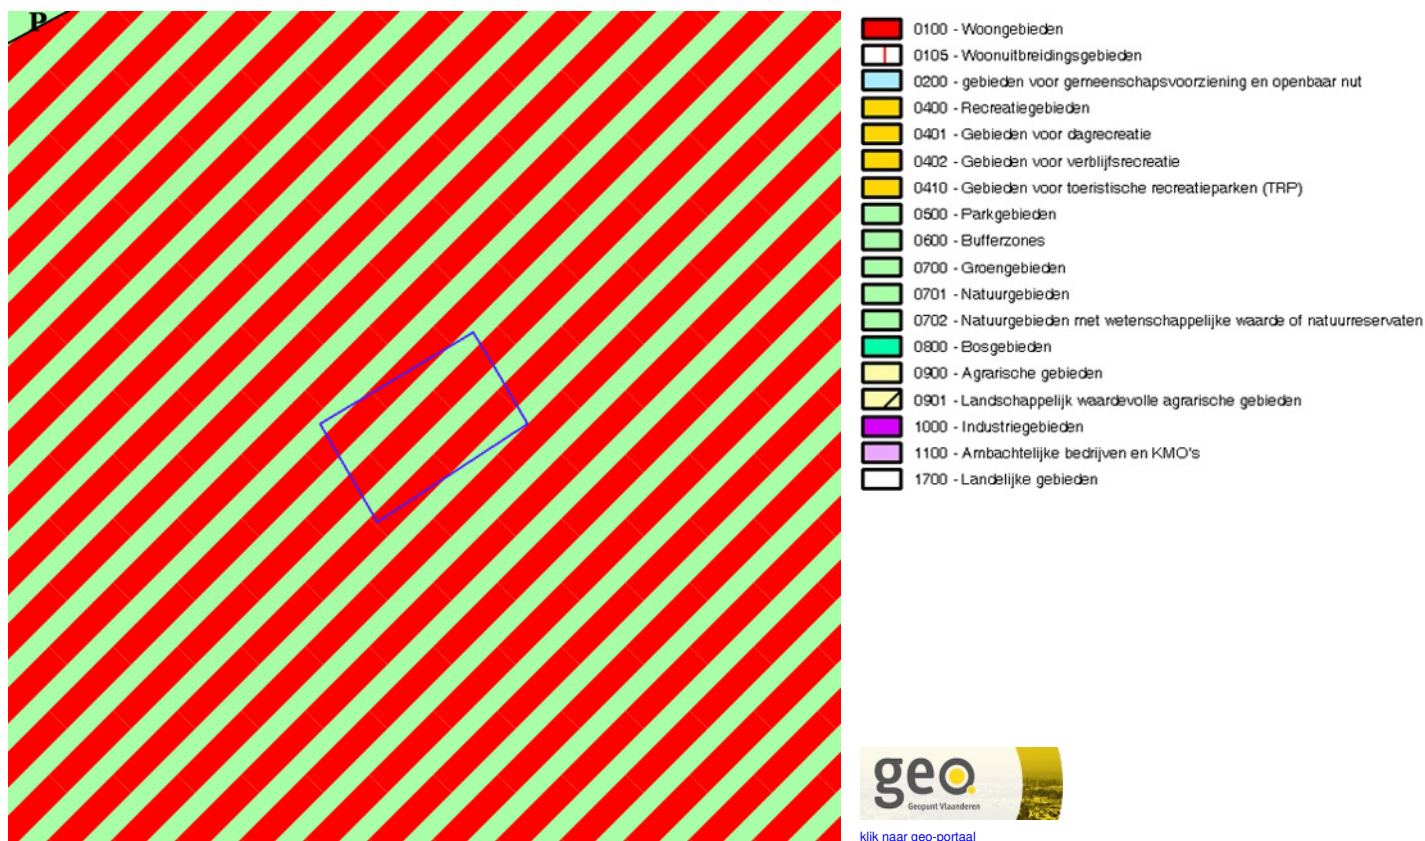 P
0100 - Woongebieden
0105 - Woonuitbreidingsgebieden
0200 - gebieden voor gemeenschapsvoorziening en openbaar nut
0400 - Recreatiegebieden
0401 - Gebieden voor dagrecreatie
0402 - Gebieden voor verblijfsrecreatie
0410 - Gebieden voor toeristische recreatieparken (TRP)
0500 - Parkgebieden
0600 - Bufferzones
0700 - Groengebieden
0701 - Natuurgebieden
0702 - Natuurgebieden met wetenschappelijke waarde of natuurreservaten
0800 - Bosgebieden
0900 - Agrarische gebieden
0901 - Landschappelijk waardevolle agrarische gebieden
1000 - Industriegebieden
1100 - Ambachtelijke bedrijven en KMO's
1700 - Landelijke gebieden
geo
Geopunt Vlaanderen
klik naar geo-portaal